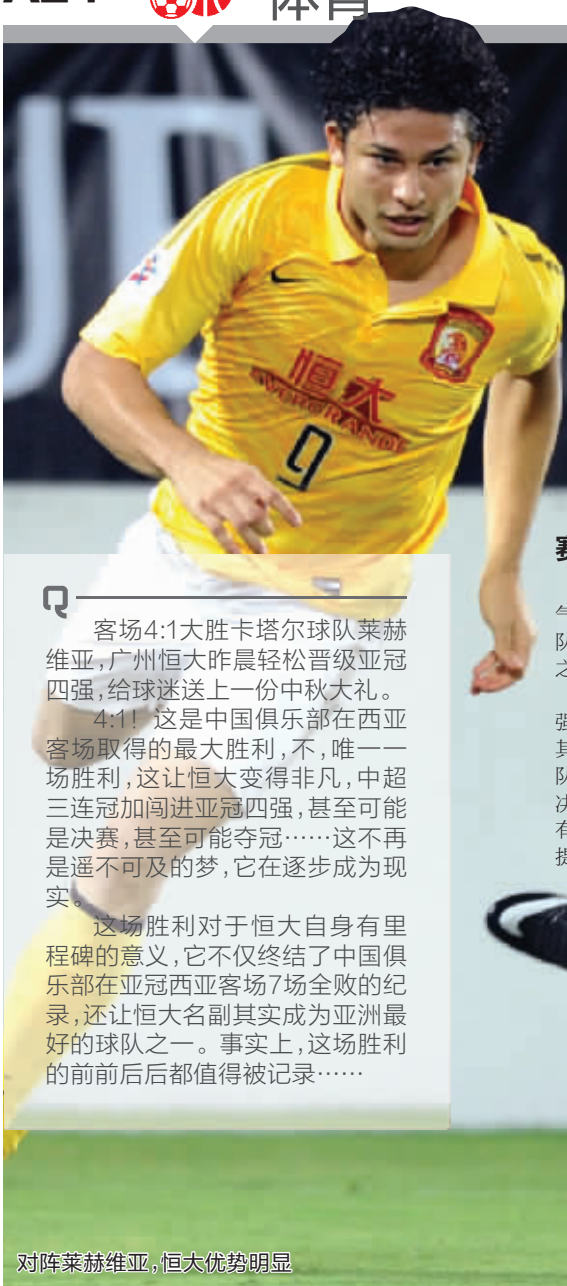 体育
恒大
EVERGRANDE
9
客场4:1大胜卡塔尔球队莱赫
维亚,广州恒大昨晨轻松晋级亚冠
四强,给球迷送上一份中秋大礼。
4:1!这是中国俱乐部在西亚
客场取得的最大胜利,不,唯一一
场胜利,这让恒大变得非凡,中超
三连冠加闯进亚冠四强,甚至可能
是决赛,甚至可能夺冠……这不再
是遥不可及的梦,它在逐步成为现
实。
这场胜利对于恒大自身有里
程碑的意义,它不仅终结了中国俱
乐部在亚冠西亚客场7场全败的纪
录,还让恒大名副其实成为亚洲最
好的球队之一。事实上,这场胜利
的前前后后都值得被记录……
队
之
强
其
队
决
有
提
对阵莱赫维亚,恒大优势明显